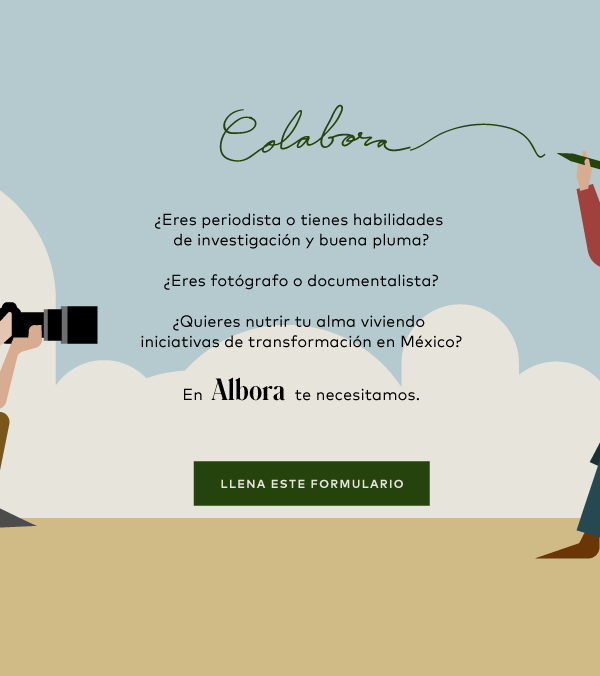 Colabora
¿Eres periodista o tienes habilidades
de investigación y buena pluma?
¿Eres fotógrafo o documentalista?
¿Quieres nutrir tu alma viviendo
iniciativas de transformación en México?
En Albora te necesitamos.
LLENA ESTE FORMULARIO